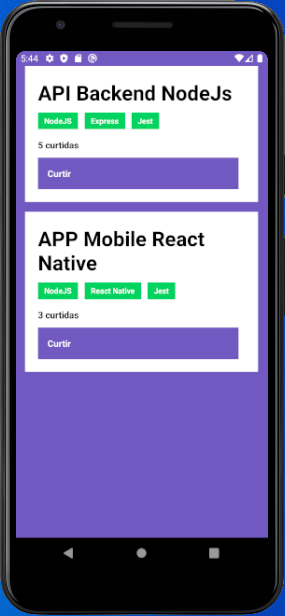 5:44
API Backend NodeJs
NodeJS Express Jest
5 curtidas
Curtir
APP Mobile React
Native
NodeJS React Native Jest
3 curtidas
Curtir